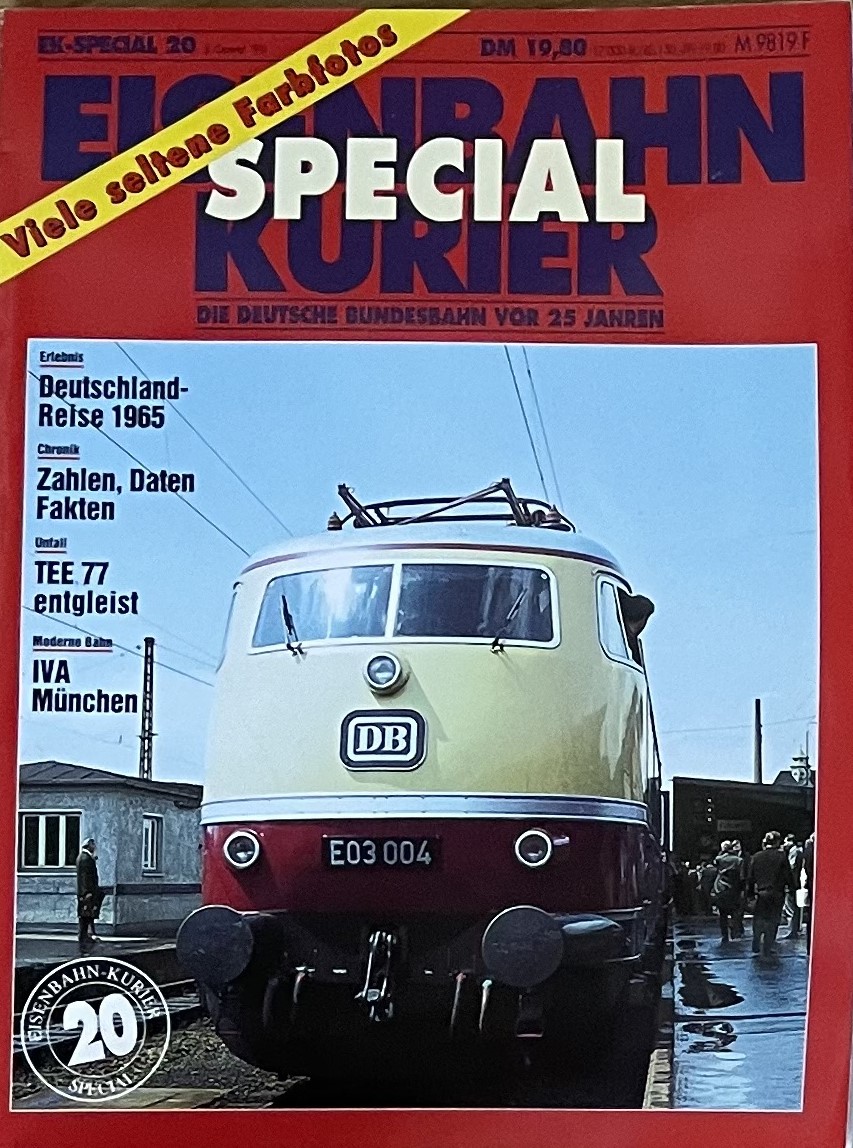 EK-SPECIAL 20
DM 19,80
M 9819 F
Viele seltene Farbfotos
EISENBAHN
SPECIAL
KURIER
DIE DEUTSCHE BUNDESBAHN VOR 25 JAHREN
Erlebnis
Deutschland-
Reise 1965
Chronik
Zahlen, Daten
Fakten
Unfall
TEE 77
entgleist
Moderne Bahn
IVA
München
DB
E03 004
EISENBAHN-KURIER
20
SPECIAL